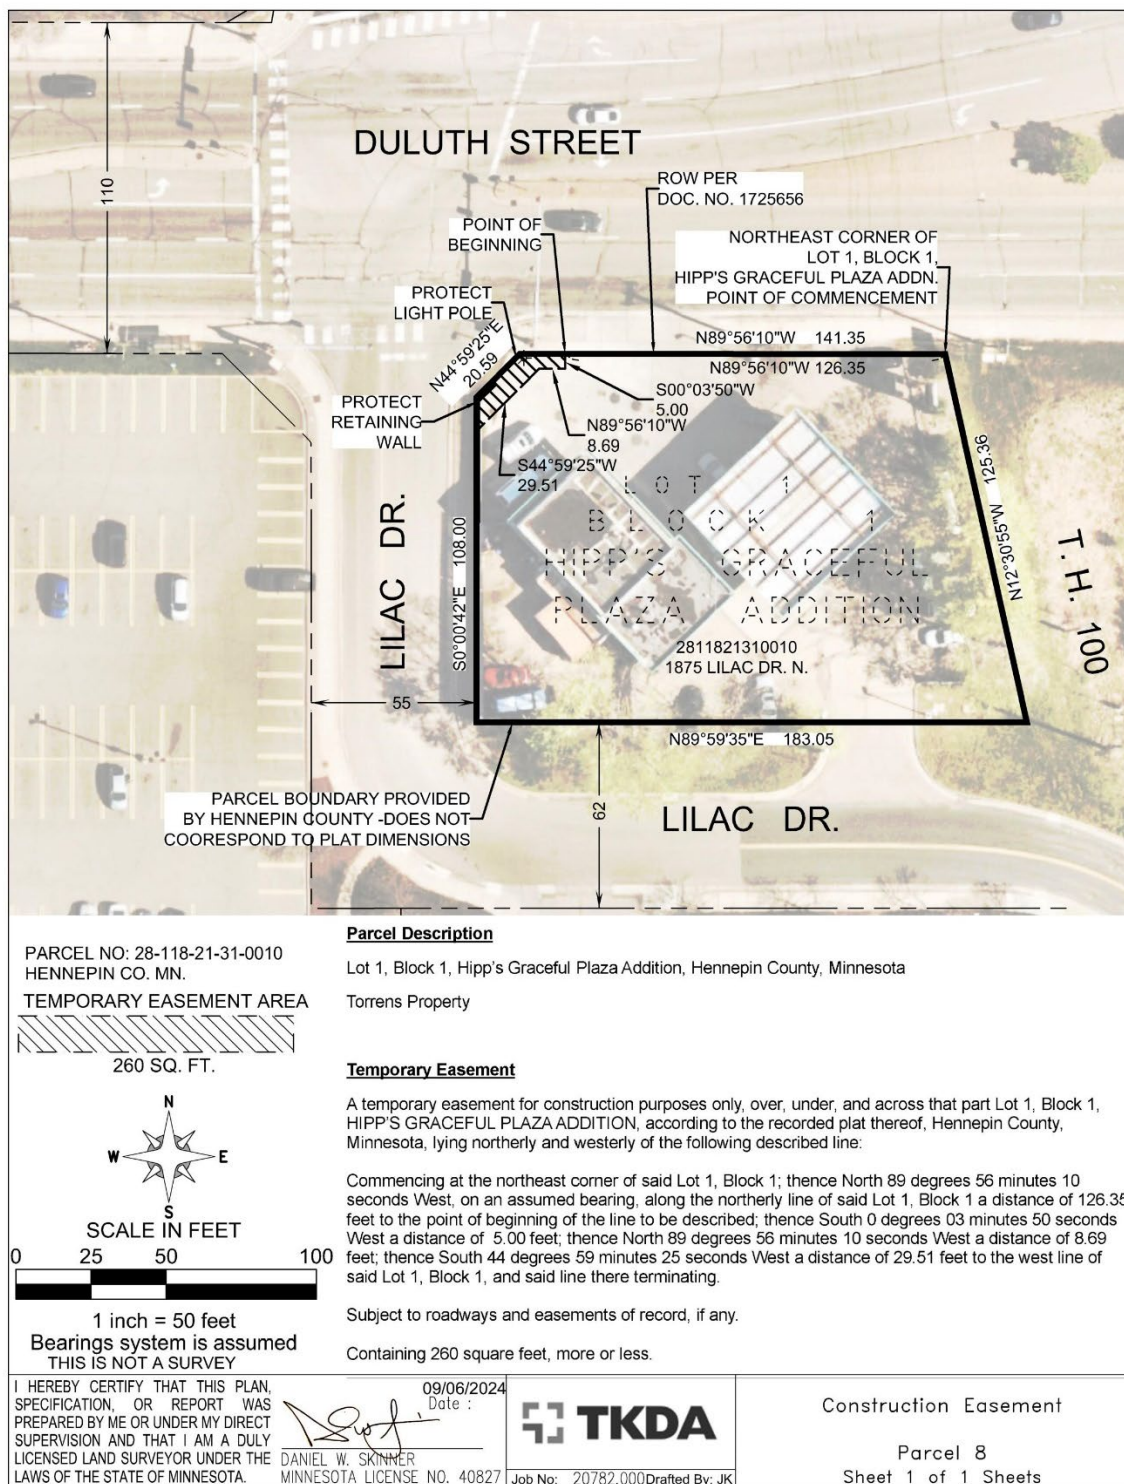 110
DULUTH STREET
ROW PER
DOC. NO. 1725656
POINT OF
BEGINNING
NORTHEAST CORNER OF
LOT 1, BLOCK 1,
HIPP'S GRACEFUL PLAZA ADDN.
POINT OF COMMENCEMENT
PROTECT
LIGHT POLE
N44°59'25"E
20.59
N89°56'10"W 141.35
N89°56'10"W 126.35
S00°03'50"W
5.00
PROTECT
RETAINING
WALL
N89°56'10"W
8.69
S44°59'25"W
29.51
LOT 1
BLOCK 1
HIPP'S GRACEFUL
PLAZA ADDITION
2811821310010
1875 LILAC DR. N.
LILAC DR.
S0°00'42"E 108.00
N12°30'55"W 125.36
T.H. 100
55
N89°59'35"E 183.05
PARCEL BOUNDARY PROVIDED
BY HENNEPIN COUNTY -DOES NOT
COORESPOND TO PLAT DIMENSIONS
62
LILAC DR.
PARCEL NO: 28-118-21-31-0010
HENNEPIN CO. MN.
TEMPORARY EASEMENT AREA
260 SQ. FT.
N
W E
S
SCALE IN FEET
0 25 50 100
1 inch = 50 feet
Bearings system is assumed
THIS IS NOT A SURVEY
Parcel Description
Lot 1, Block 1, Hipp's Graceful Plaza Addition, Hennepin County, Minnesota
Torrens Property
Temporary Easement
A temporary easement for construction purposes only, over, under, and across that part Lot 1, Block 1,
HIPP'S GRACEFUL PLAZA ADDITION, according to the recorded plat thereof, Hennepin County,
Minnesota, lying northerly and westerly of the following described line:
Commencing at the northeast corner of said Lot 1, Block 1; thence North 89 degrees 56 minutes 10
seconds West, on an assumed bearing, along the northerly line of said Lot 1, Block 1 a distance of 126.35
feet to the point of beginning of the line to be described; thence South 0 degrees 03 minutes 50 seconds
West a distance of 5.00 feet; thence North 89 degrees 56 minutes 10 seconds West a distance of 8.69
feet; thence South 44 degrees 59 minutes 25 seconds West a distance of 29.51 feet to the west line of
said Lot 1, Block 1, and said line there terminating.
Subject to roadways and easements of record, if any.
Containing 260 square feet, more or less.
I HEREBY CERTIFY THAT THIS PLAN,
SPECIFICATION, OR REPORT WAS
PREPARED BY ME OR UNDER MY DIRECT
SUPERVISION AND THAT I AM A DULY
LICENSED LAND SURVEYOR UNDER THE
LAWS OF THE STATE OF MINNESOTA.
09/06/2024
Date :
DANIEL W. SKINNER
MINNESOTA LICENSE NO. 40827
TKDA
Job No: 20782.000 Drafted By: JK
Construction Easement
Parcel 8
Sheet 1 of 1 Sheets